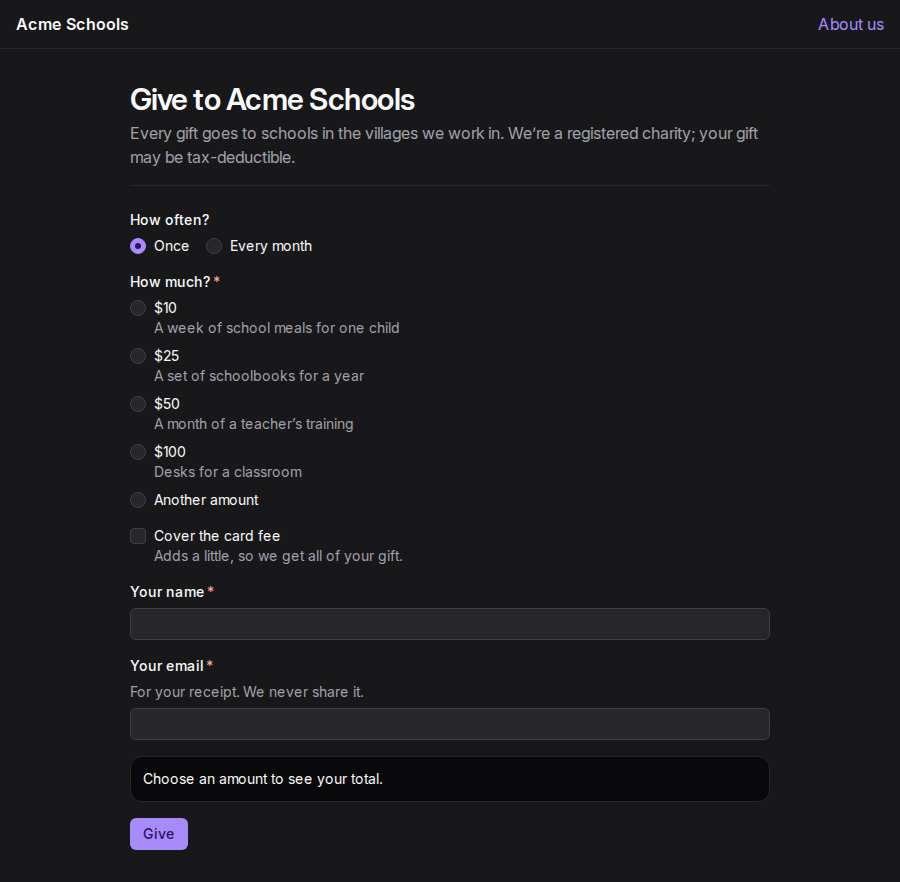 Acme Schools
About us
Give to Acme Schools
Every gift goes to schools in the villages we work in. We’re a registered charity; your gift
may be tax-deductible.
How often?
Once
Every month
How much? *
$10
A week of school meals for one child
$25
A set of schoolbooks for a year
$50
A month of a teacher’s training
$100
Desks for a classroom
Another amount
Cover the card fee
Adds a little, so we get all of your gift.
Your name *
Your email *
For your receipt. We never share it.
Choose an amount to see your total.
Give